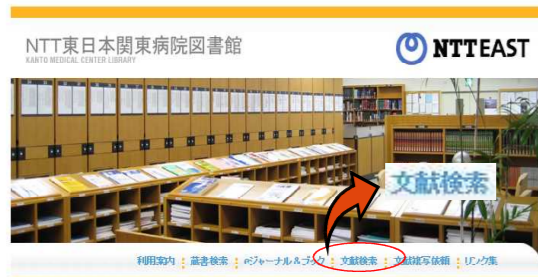 NTT東日本関東病院図書館
KANTO MEDICAL CENTER LIBRARY
NTT EAST
文献検索
利用案内 : 蔵書検索 : eジャーナル&ブック : 文献検索 : 文献複写依頼 : リンク集